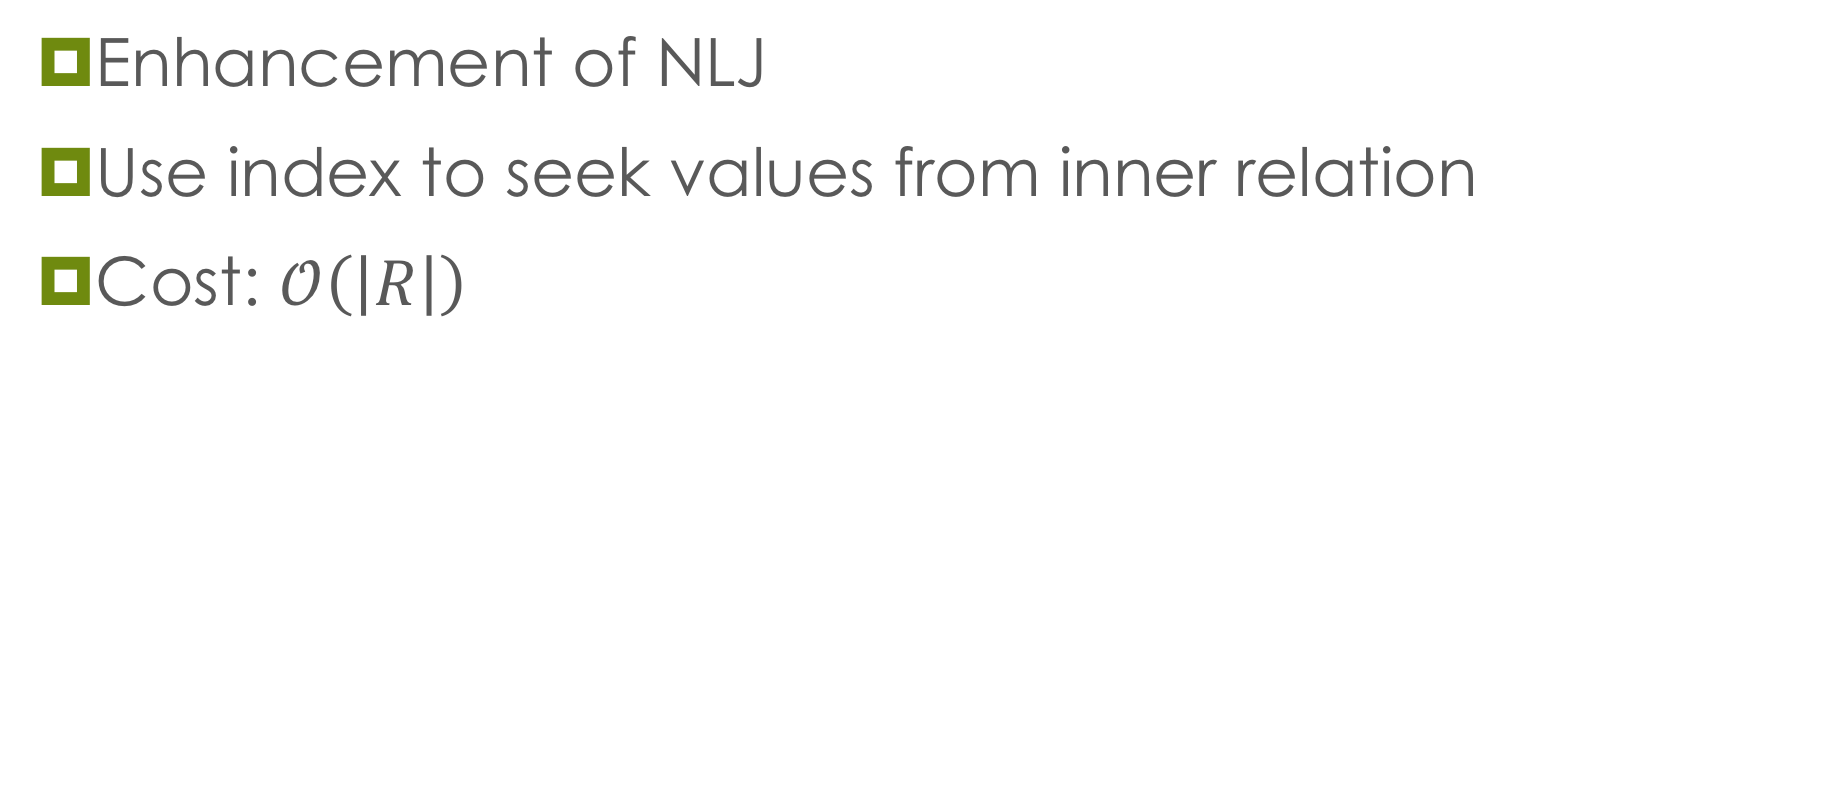 Enhancement of NLJ
Use index to seek values from inner relation
Cost: 𝒪(|𝑅|)